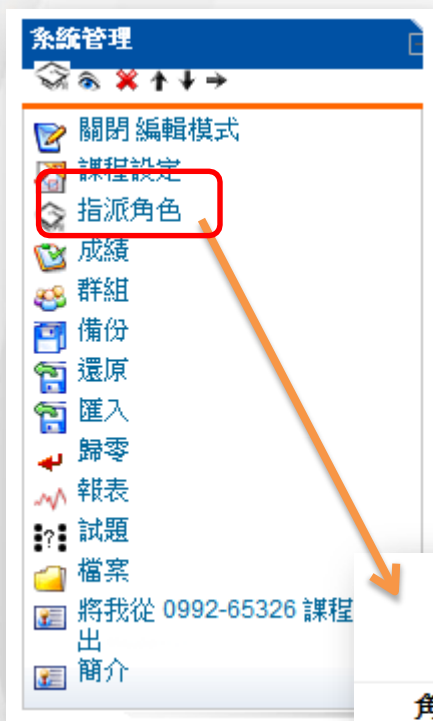 系統管理
關閉 編輯模式
課程設定
指派角色
成績
群組
備份
還原
匯入
歸零
報表
試題
檔案
將我從 0992-65326 課程
出
簡介